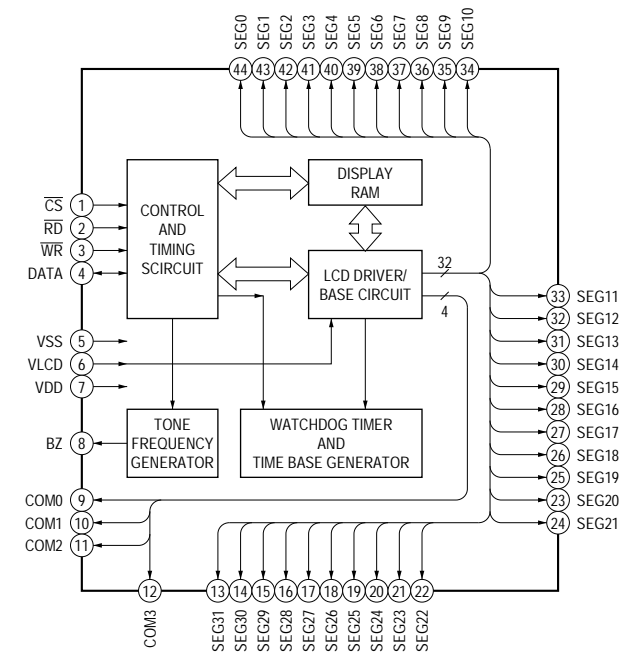 SEG0 SEG1 SEG2 SEG3 SEG4 SEG5 SEG6 SEG7 SEG8 SEG9 SEG10
44 43 42 41 40 39 38 37 36 35 34
CONTROL
AND
TIMING
SCIRCUIT
DISPLAY
RAM
LCD DRIVER/
BASE CIRCUIT
32
4
CS 1
RD 2
WR 3
DATA 4
VSS 5
VLCD 6
VDD 7
BZ 8
COM0 9
COM1 10
COM2 11
TONE
FREQUENCY
GENERATOR
WATCHDOG TIMER
AND
TIME BASE GENERATOR
33 SEG11
32 SEG12
31 SEG13
30 SEG14
29 SEG15
28 SEG16
27 SEG17
26 SEG18
25 SEG19
23 SEG20
24 SEG21
12 13 14 15 16 17 18 19 20 21 22
COM3 SEG31 SEG30 SEG29 SEG28 SEG27 SEG26 SEG25 SEG24 SEG23 SEG22